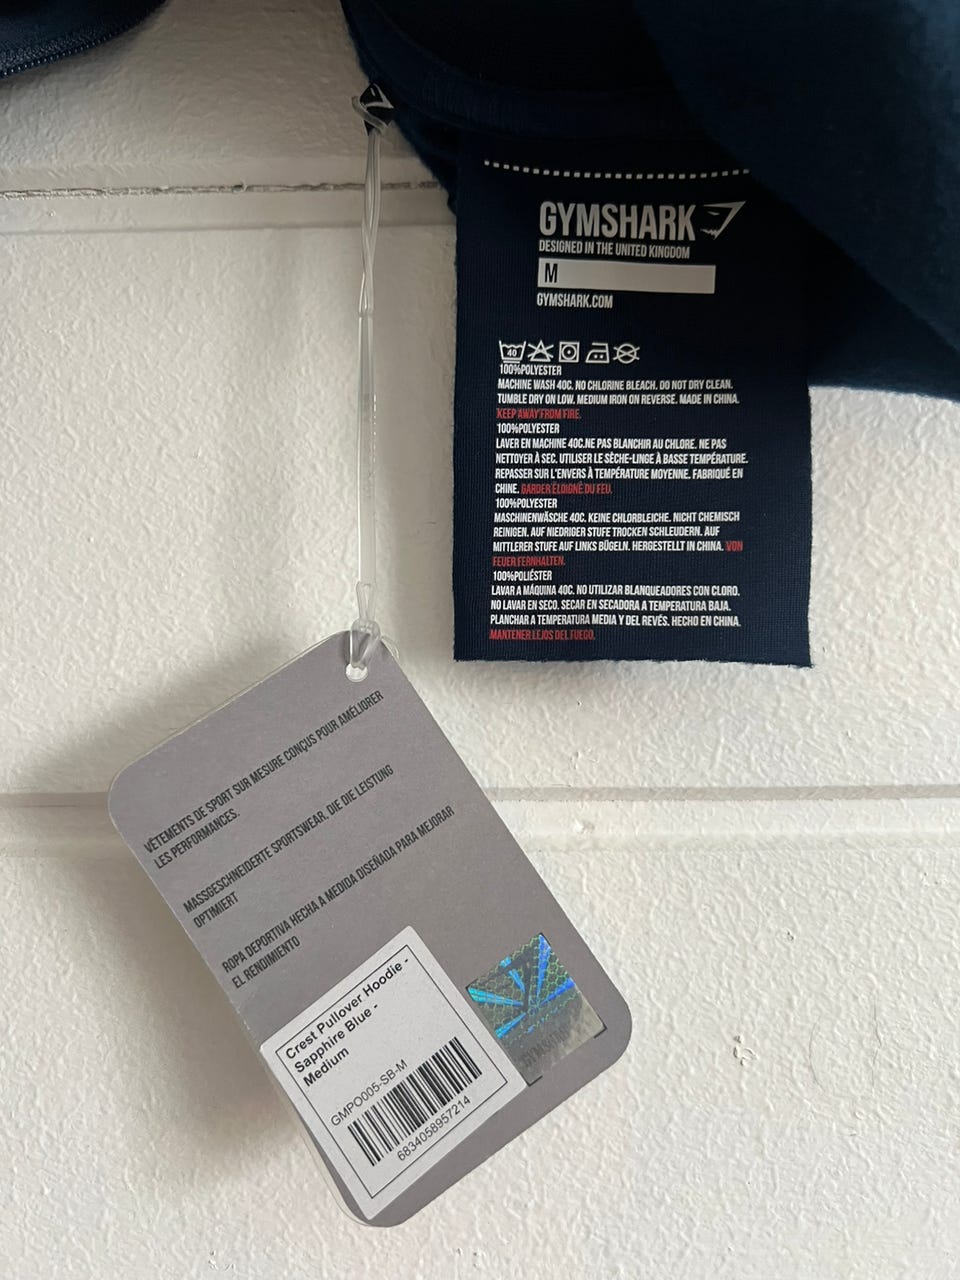 GYMSHARK
DESIGNED IN THE UNITED KINGDOM
M
GYMSHARK.COM
40
100%POLYESTER
MACHINE WASH 40C. NO CHLORINE BLEACH. DO NOT DRY CLEAN.
TUMBLE DRY ON LOW. MEDIUM IRON ON REVERSE. MADE IN CHINA.
KEEP AWAY FROM FIRE.
100%POLYESTER
LAVER EN MACHINE 40C.NE PAS BLANCHIR AU CHLORE. NE PAS
NETTOYER À SEC. UTILISER LE SÈCHE-LINGE À BASSE TEMPÉRATURE.
REPASSER SUR L'ENVERS À TEMPÉRATURE MOYENNE. FABRIQUÉ EN
CHINE. GARDER ÉLOIGNÉ DU FEU.
100%POLYESTER
MASCHINENWÄSCHE 40C. KEINE CHLORBLEICHE. NICHT CHEMISCH
REINIGEN. AUF NIEDRIGER STUFE TROCKEN SCHLEUDERN. AUF
MITTLERER STUFE AUF LINKS BÜGELN. HERGESTELLT IN CHINA. VON
FEUER FERNHALTEN.
100%POLIÉSTER
LAVAR A MÁQUINA 40C. NO UTILIZAR BLANQUEADORES CON CLORO.
NO LAVAR EN SECO. SECAR EN SECADORA A TEMPERATURA BAJA.
PLANCHAR A TEMPERATURA MEDIA Y DEL REVÉS. HECHO EN CHINA.
MANTENER LEJOS DEL FUEGO.
VÊTEMENTS DE SPORT SUR MESURE CONÇUS POUR AMÉLIORER
LES PERFORMANCES.
MASSGESCHNEIDERTE SPORTSWEAR, DIE DIE LEISTUNG
OPTIMIERT
ROPA DEPORTIVA HECHA A MEDIDA DISEÑADA PARA MEJORAR
EL RENDIMIENTO
Crest Pullover Hoodie -
Sapphire Blue -
Medium
GMPO005-SB-M
6834058957214
GYMSHARK